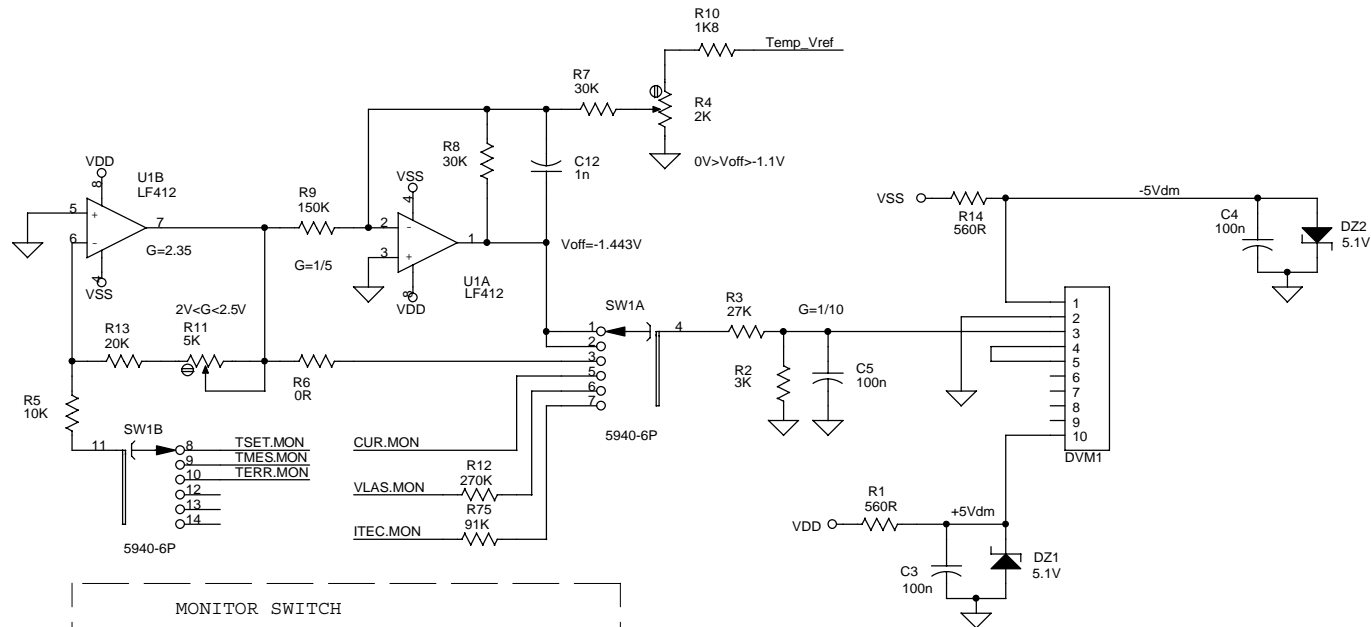 R10
1K8
Temp_Vref
R7
30K
R4
2K
R8
30K
C12
1n
0V>Voff>-1.1V
VDD
8
U1B
LF412
5
+
6
-
7
G=2.35
4
VSS
R9
150K
G=1/5
VSS
4
2
-
3
+
1
8
VDD
U1A
LF412
Voff=-1.443V
VSS
R14
560R
-5Vdm
C4
100n
DZ2
5.1V
2V<G<2.5V
R13
20K
R11
5K
R6
0R
R5
10K
SW1A
1
2
3
5
6
7
4
5940-6P
R3
27K
G=1/10
R2
3K
C5
100n
1
2
3
4
5
6
7
8
9
10
DVM1
SW1B
11
8
9
10
12
13
14
TSET.MON
TMES.MON
TERR.MON
5940-6P
CUR.MON
R12
270K
VLAS.MON
R75
91K
ITEC.MON
R1
560R
VDD
+5Vdm
C3
100n
DZ1
5.1V
MONITOR SWITCH